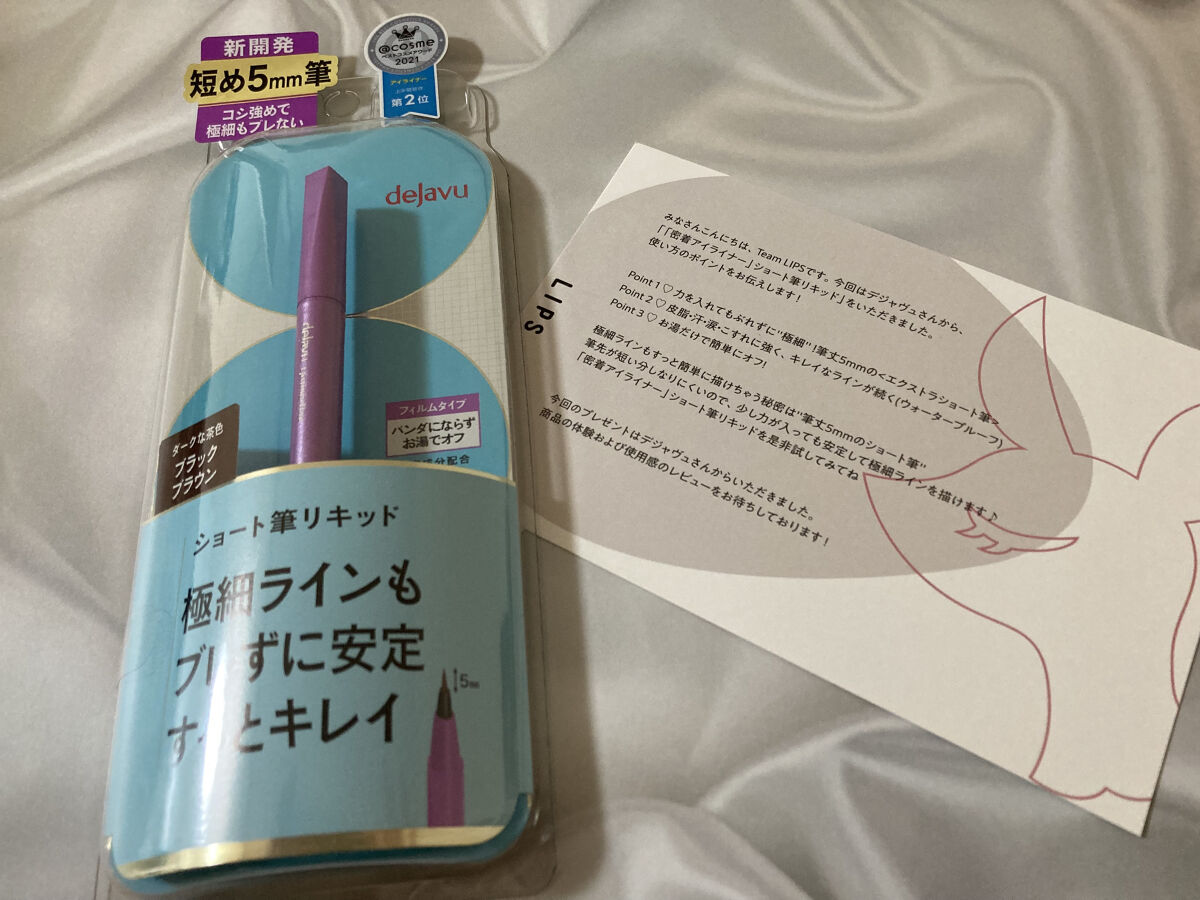 新開発
短め5mm筆
コシ強めで
極細もブレない
@cosme
ベストコスメアワード
2021
アイライナー
第2位
dejavu
dejavu
フィルムタイプ
パンダにならず
お湯でオフ
成分配合
ダークな茶色
ブラック
ブラウン
ショート筆リキッド
極細ラインも
ブレずに安定
すっとキレイ
5mm
LIPS
みなさんこんにちは、Team LIPSです。今回はデジャヴュさんから、
「「密着アイライナー」ショート筆リキッド」をいただきました。
使い方のポイントをお伝えします!
Point 1 ♡ 力を入れてもぶれずに"極細"!筆丈5mmの<エクストラショート筆>
Point 2 ♡ 皮脂・汗・涙・こすれに強く、キレイなラインが続く(ウォータープルーフ)
Point 3 ♡ お湯だけで簡単にオフ!
極細ラインもすっと簡単に描けちゃう秘密は"筆丈5mmのショート筆"
筆先が短い分しなりにくいので、少し力が入っても安定して極細ラインを描けます♪
「密着アイライナー」ショート筆リキッドを是非試してみてね
今回のプレゼントはデジャヴュさんからいただきました。
商品の体験および使用感のレビューをお待ちしております!